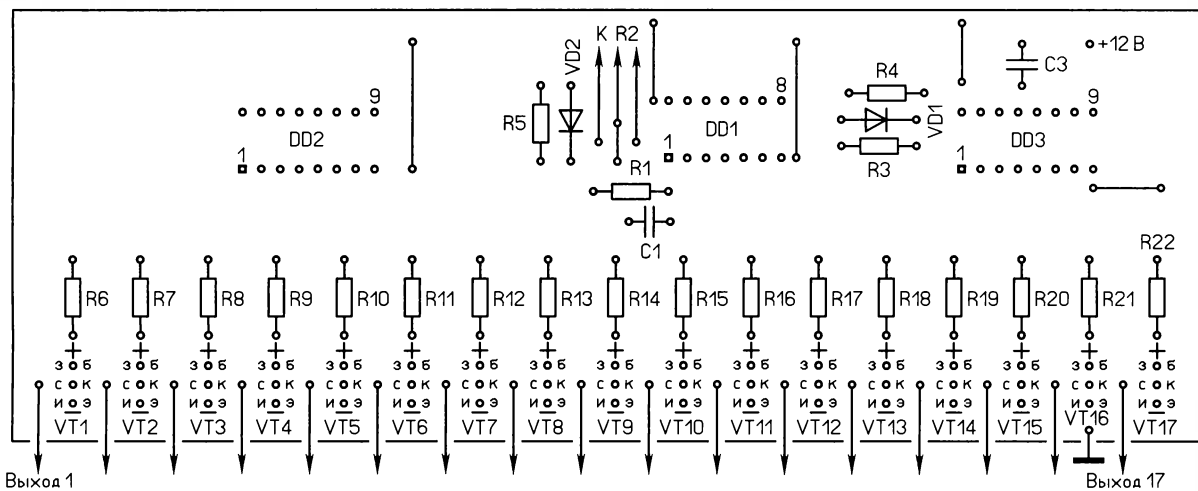 VD2
К R2
+12 В
C3
R4
8
9
9
R5
DD2
DD1
VD1
DD3
1
1
1
R3
R1
C1
R22
R6 R7 R8 R9 R10 R11 R12 R13 R14 R15 R16 R17 R18 R19 R20 R21
+ + + + + + + + + + + + + + + + +
з б з б з б з б з б з б з б з б з б з б з б з б з б з б з б з б з б
с к с к с к с к с к с к с к с к с к с к с к с к с к с к с к с к с к
и э и э и э и э и э и э и э и э и э и э и э и э и э и э и э и э и э
VT1 VT2 VT3 VT4 VT5 VT6 VT7 VT8 VT9 VT10 VT11 VT12 VT13 VT14 VT15 VT16 VT17
Выход 1
Выход 17